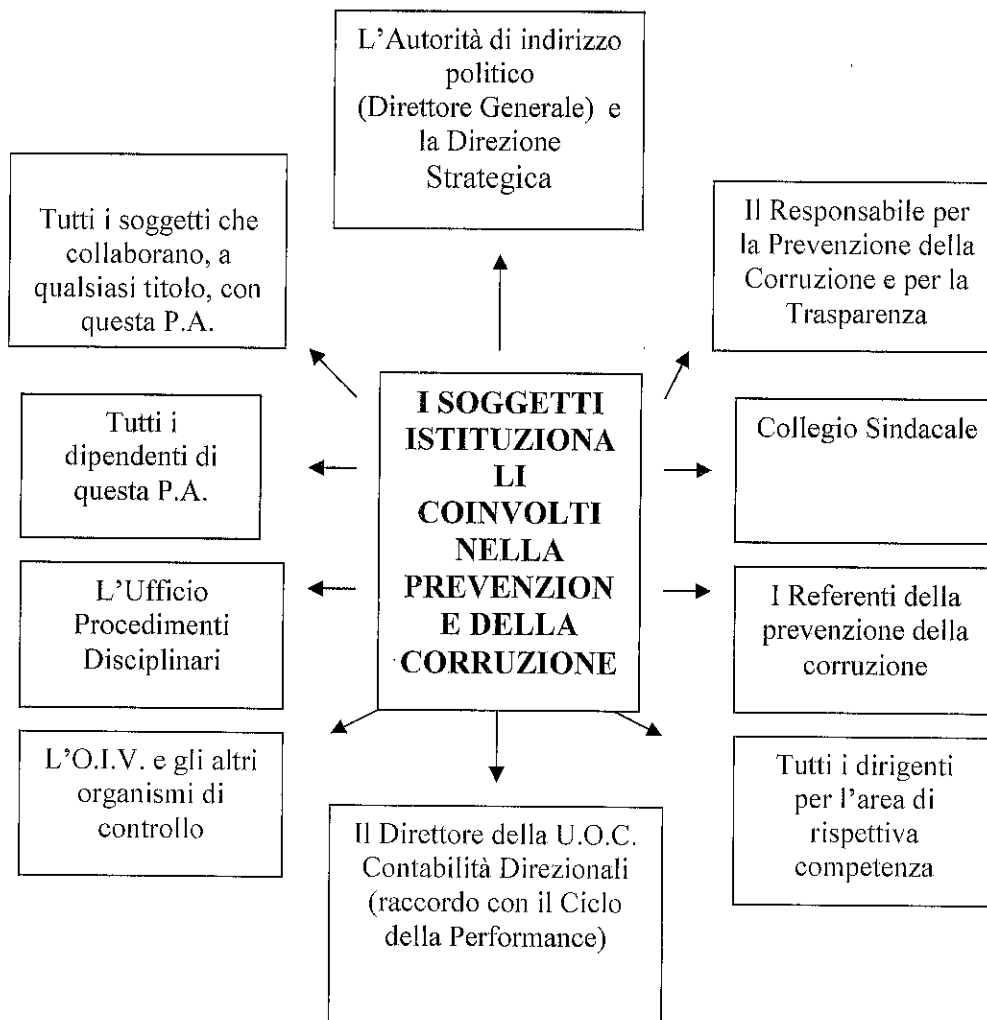 L'Autorità di indirizzo
politico
(Direttore Generale) e
la Direzione
Strategica
Tutti i soggetti che
collaborano, a
qualsiasi titolo, con
questa P.A.
Il Responsabile per
la Prevenzione della
Corruzione e per la
Trasparenza
I SOGGETTI
ISTITUZIONA
LI
COINVOLTI
NELLA
PREVENZION
E DELLA
CORRUZIONE
Tutti i
dipendenti di
questa P.A.
Collegio Sindacale
L'Ufficio
Procedimenti
Disciplinari
I Referenti della
prevenzione della
corruzione
L'O.I.V. e gli altri
organismi di
controllo
Tutti i dirigenti
per l'area di
rispettiva
competenza
Il Direttore della U.O.C.
Contabilità Direzionali
(raccordo con il Ciclo
della Performance)